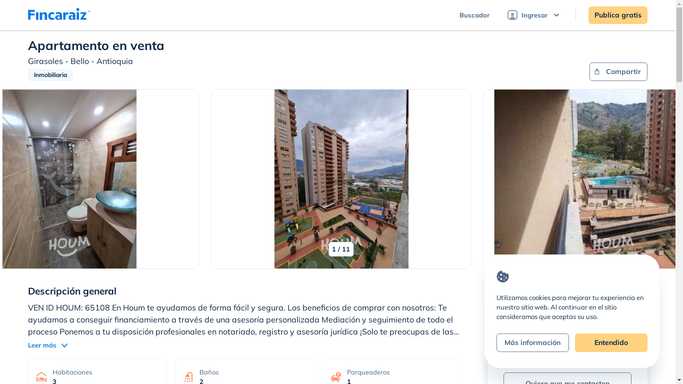 Fincaraiz
Buscador
Ingresar
Publica gratis
Apartamento en venta
Girasoles - Bello - Antioquia
Inmobiliaria
Compartir
HOUM
HOUM
HOUM
1 / 11
Descripción general
VEN ID HOUM: 65108 En Houm te ayudamos de forma fácil y segura. Los beneficios de comprar con nosotros: Te
ayudamos a conseguir financiamiento a través de una asesoría personalizada Mediación y seguimiento de todo el
proceso Ponemos a tu disposición profesionales en notariado, registro y asesoría jurídica ¡Solo te preocupas de las...
Leer más
Habitaciones
3
Baños
2
Parqueaderos
1
Utilizamos cookies para mejorar tu experiencia en
nuestro sitio web. Al continuar en el sitio
consideramos que aceptas su uso.
Más información
Entendido
Quiero que me contacten